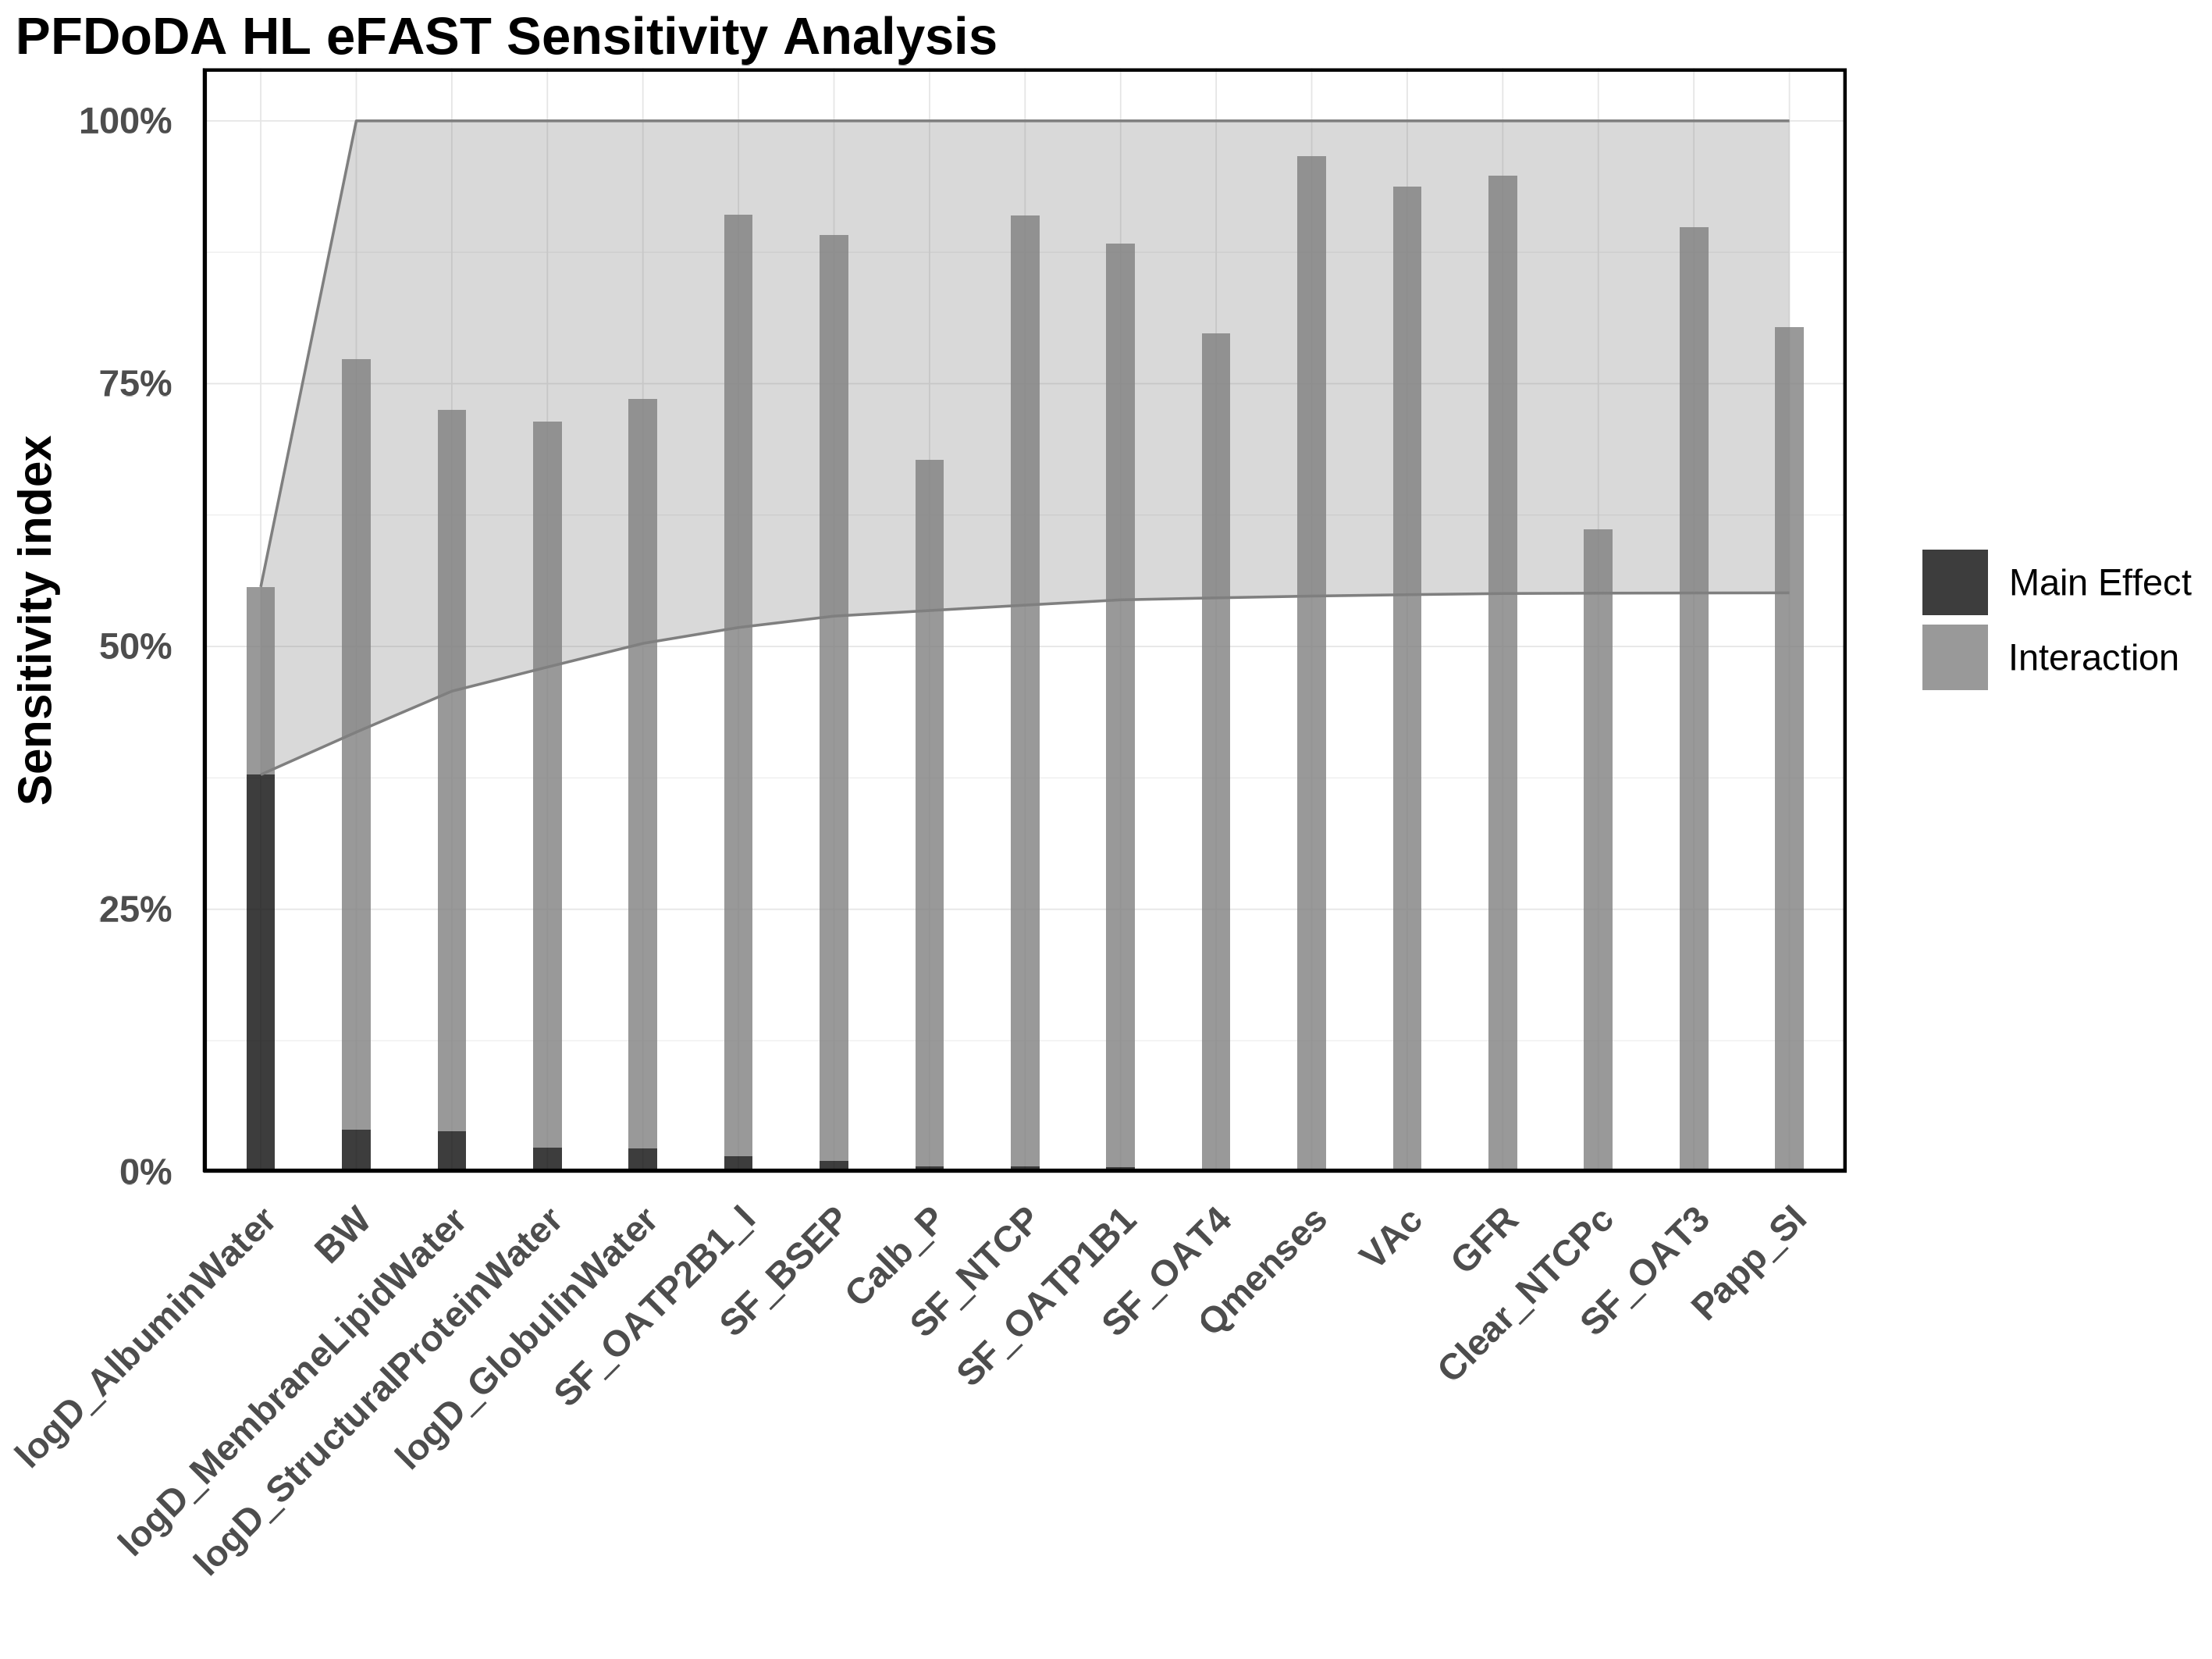 PFDoDA HL eFAST Sensitivity Analysis
Sensitivity index
100%
75%
50%
25%
0%
logD_AlbuminWater
BW
logD_MembraneLipidWater
logD_StructuralProteinWater
logD_GlobulinWater
SF_OATP2B1_I
SF_BSEP
Calb_P
SF_NTCP
SF_OATP1B1
SF_OAT4
Qmenses
VAc
GFR
Clear_NTCPc
SF_OAT3
Papp_SI
Main Effect
Interaction